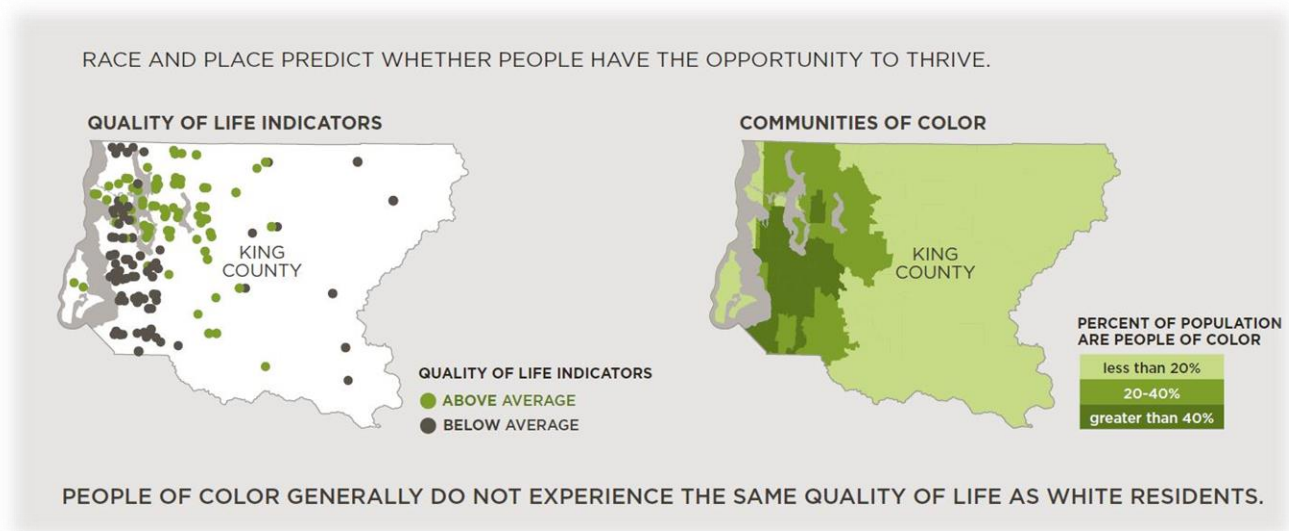 RACE AND PLACE PREDICT WHETHER PEOPLE HAVE THE OPPORTUNITY TO THRIVE.
QUALITY OF LIFE INDICATORS
KING
COUNTY
QUALITY OF LIFE INDICATORS
ABOVE AVERAGE
BELOW AVERAGE
COMMUNITIES OF COLOR
KING
COUNTY
PERCENT OF POPULATION
ARE PEOPLE OF COLOR
less than 20%
20-40%
greater than 40%
PEOPLE OF COLOR GENERALLY DO NOT EXPERIENCE THE SAME QUALITY OF LIFE AS WHITE RESIDENTS.